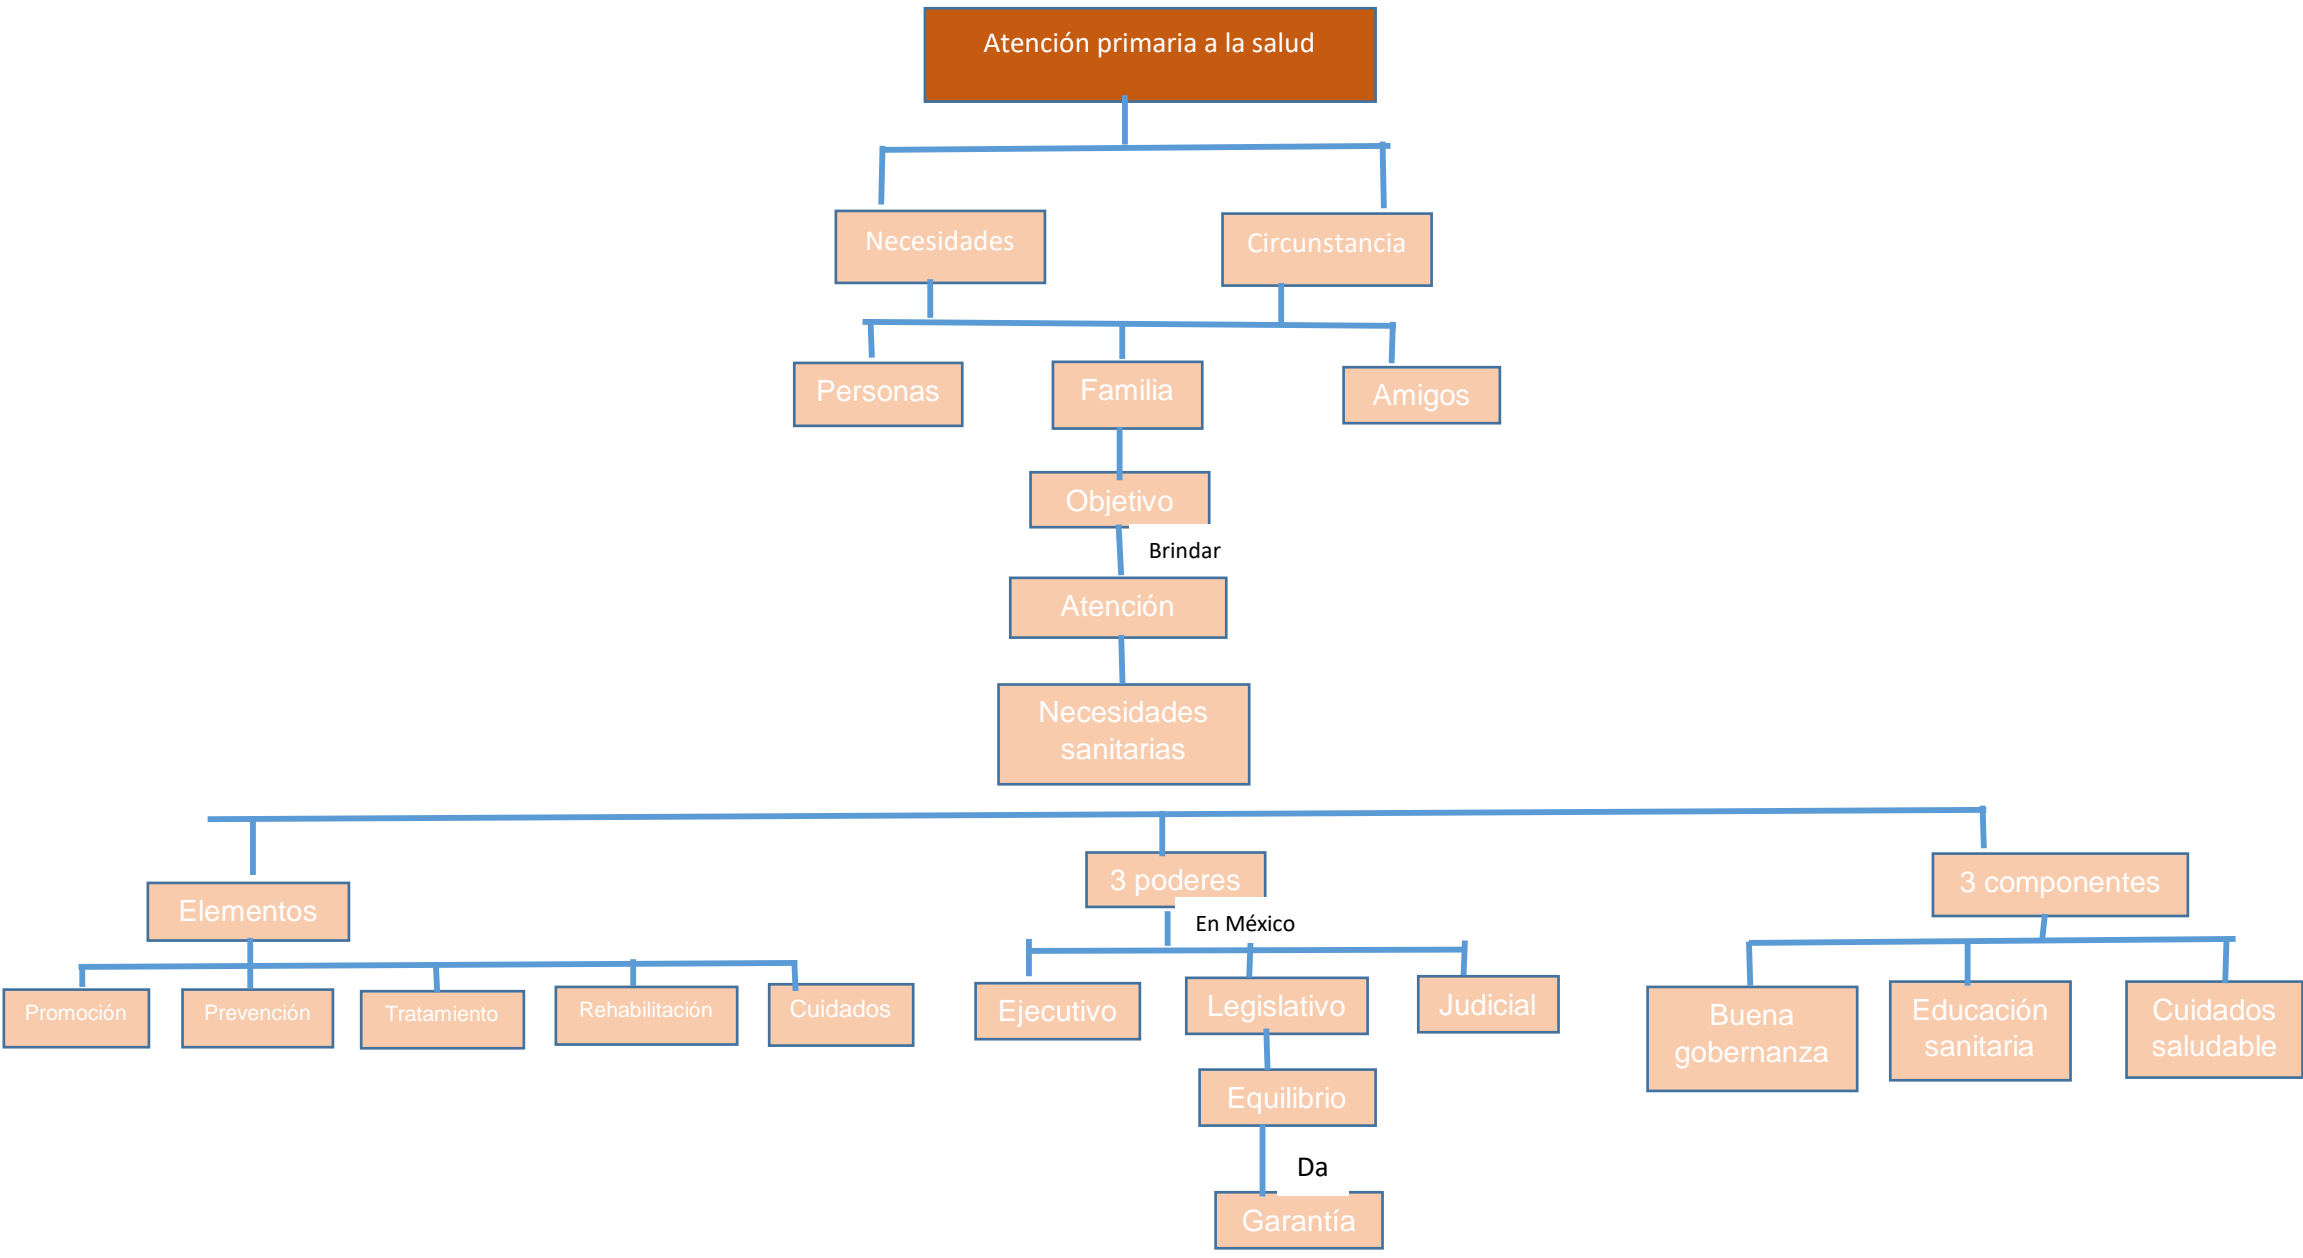 Atención primaria a la salud
Necesidades
Circunstancia
Personas
Familia
Amigos
Objetivo
Brindar
Atención
Necesidades
sanitarias
Elementos
3 poderes
3 componentes
En México
Promoción
Prevención
Tratamiento
Rehabilitación
Cuidados
Ejecutivo
Legislativo
Judicial
Buena
gobernanza
Educación
sanitaria
Cuidados
saludable
Equilibrio
Da
Garantía